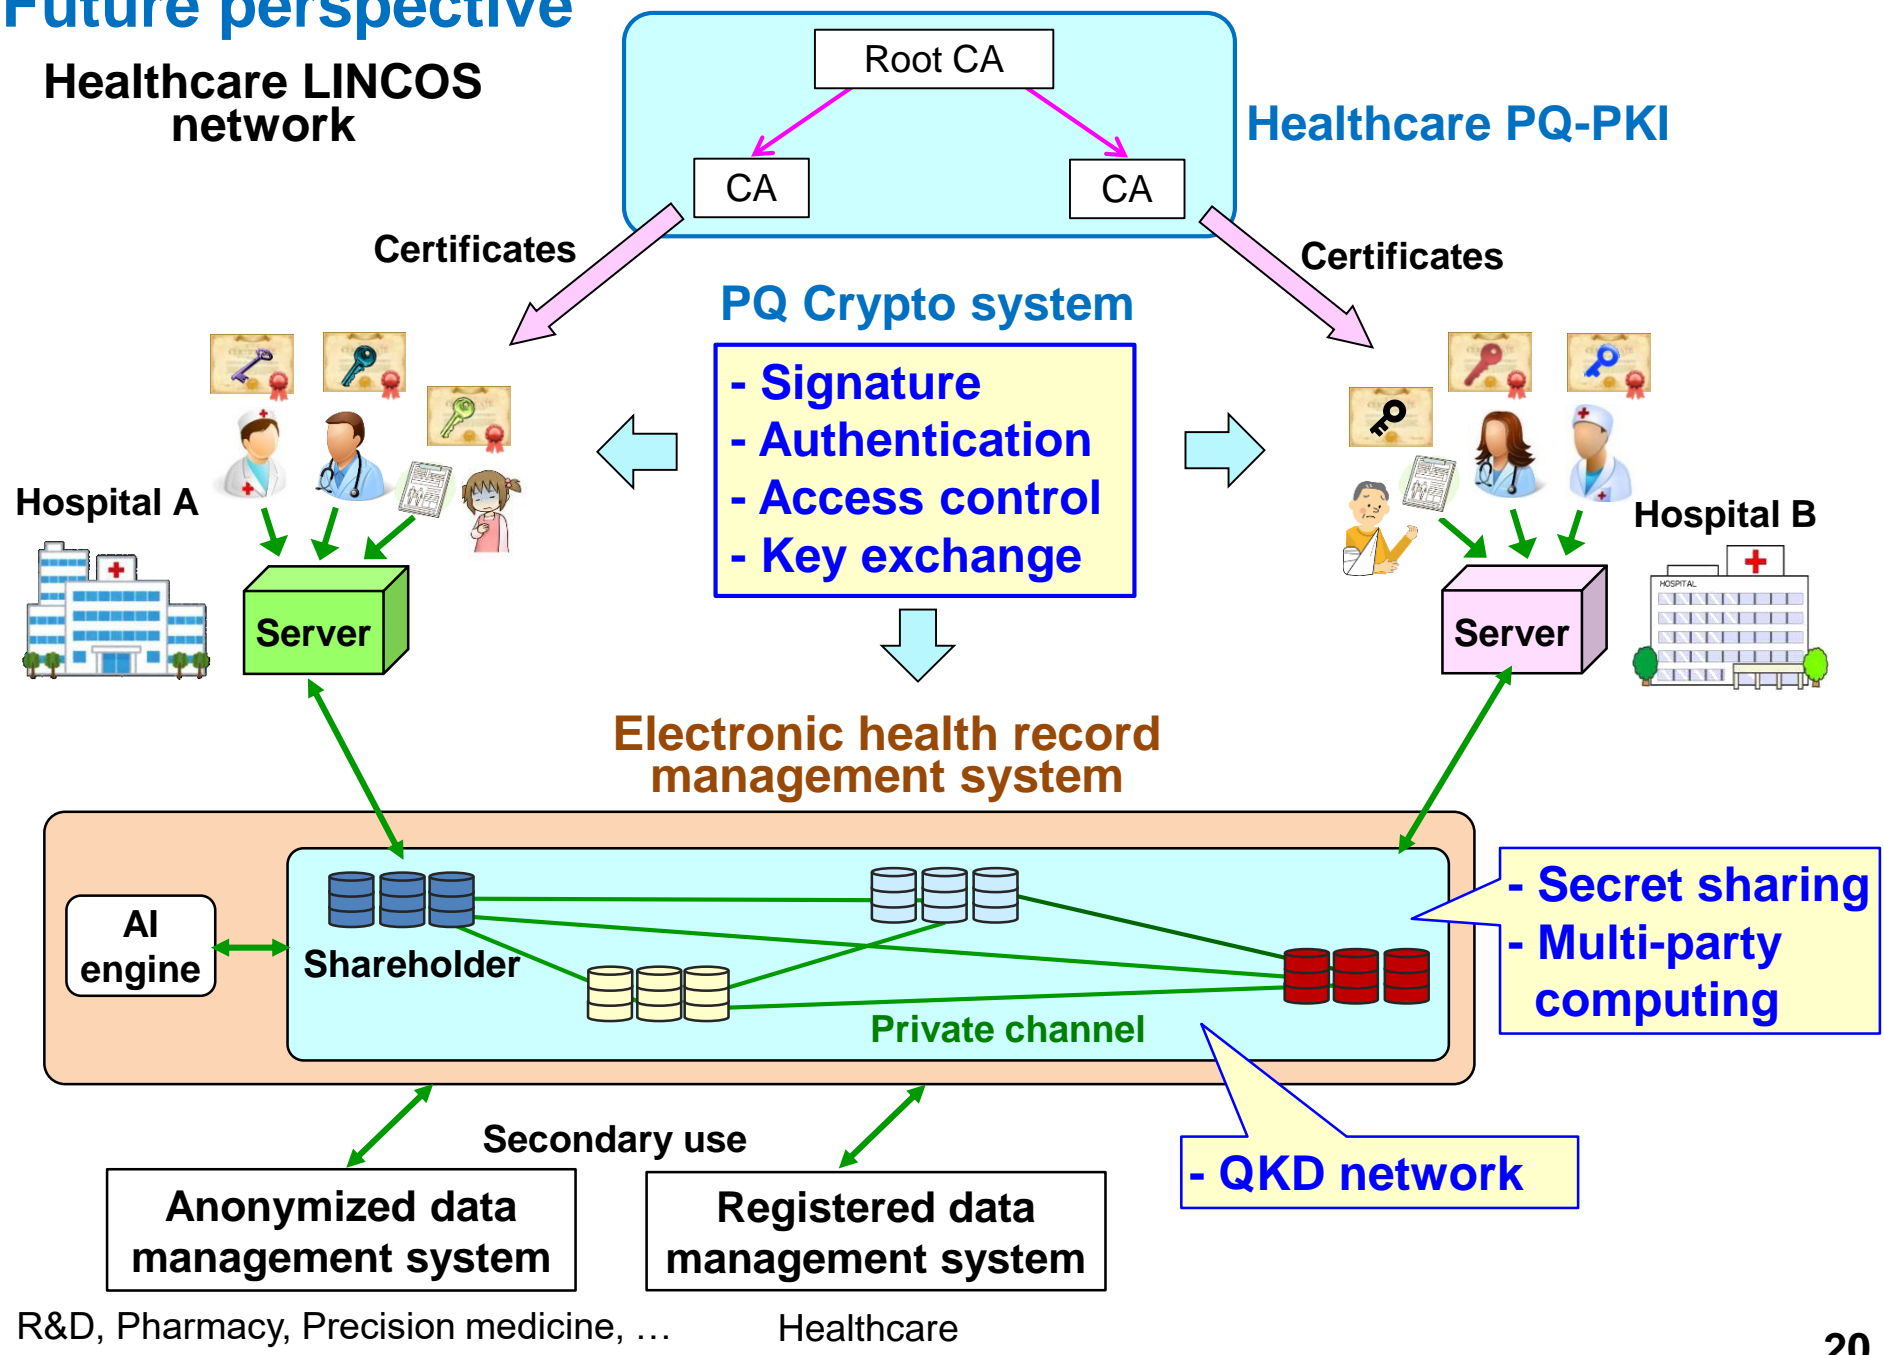 Future perspective
Healthcare LINCOS
network
Root CA
CA
CA
Healthcare PQ-PKI
Certificates
Certificates
PQ Crypto system
- Signature
- Authentication
- Access control
- Key exchange
Hospital A
Server
Hospital B
HOSPITAL
Server
Electronic health record
management system
AI
engine
Shareholder
Private channel
- Secret sharing
- Multi-party
computing
- QKD network
Secondary use
Anonymized data
management system
Registered data
management system
R&D, Pharmacy, Precision medicine, …
Healthcare
20